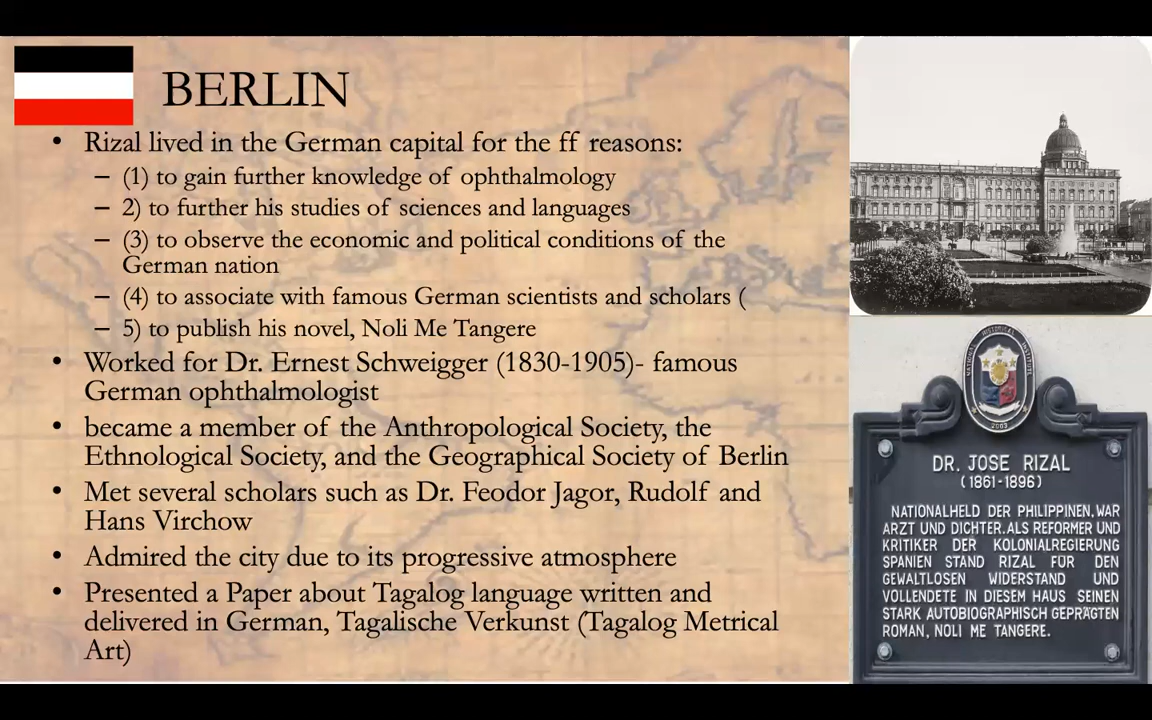 BERLIN
• Rizal lived in the German capital for the ff reasons:
– (1) to gain further knowledge of ophthalmology
– 2) to further his studies of sciences and languages
– (3) to observe the economic and political conditions of the
German nation
– (4) to associate with famous German scientists and scholars (
– 5) to publish his novel, Noli Me Tangere
• Worked for Dr. Ernest Schweigger (1830-1905)- famous
German ophthalmologist
• became a member of the Anthropological Society, the
Ethnological Society, and the Geographical Society of Berlin
• Met several scholars such as Dr. Feodor Jagor, Rudolf and
Hans Virchow
• Admired the city due to its progressive atmosphere
• Presented a Paper about Tagalog language written and
delivered in German, Tagalische Verkunst (Tagalog Metrical
Art)
2003
DR. JOSE RIZAL
(1861-1896)
NATIONALHELD DER PHILIPPINEN, WAR
ARZT UND DICHTER. ALS REFORMER UND
KRITIKER DER KOLONIALREGIERUNG
SPANIEN STAND RIZAL FÜR DEN
GEWALTLOSEN WIDERSTAND UND
VOLLENDETE IN DIESEM HAUS SEINEN
STARK AUTOBIOGRAPHISCH GEPRÄGTEN
ROMAN, NOLI ME TANGERE.